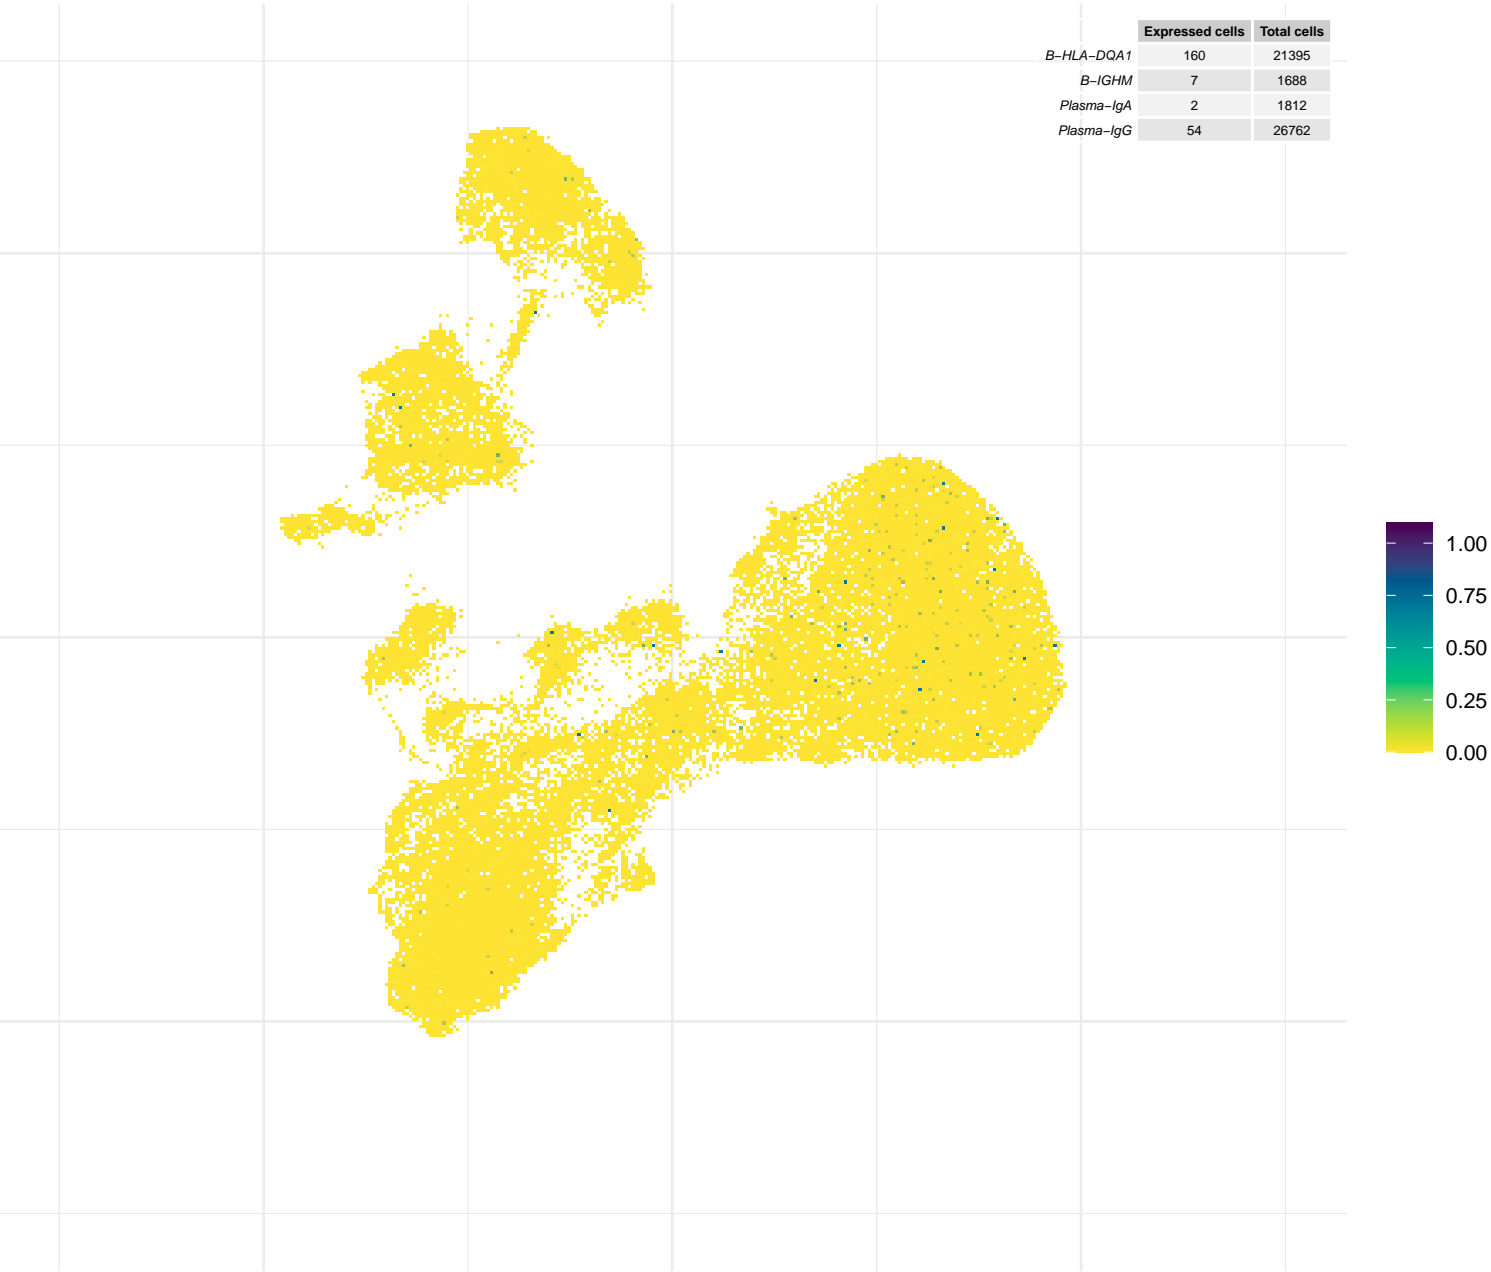 Expressed cells Total cells
B−HLA−DQA1 160 21395
B−IGHM 7 1688
Plasma−IgA 2 1812
Plasma−IgG 54 26762
1.00
0.75
0.50
0.25
0.00